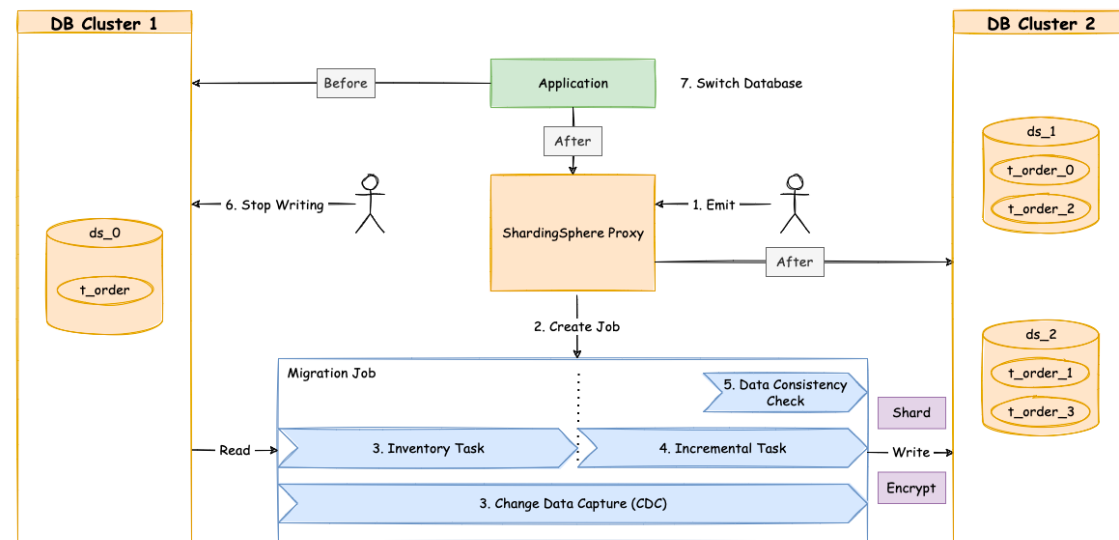 DB Cluster 1
DB Cluster 2
Before
Application
7. Switch Database
After
ds_1
t_order_0
t_order_2
6. Stop Writing
1. Emit
ShardingSphere Proxy
ds_0
t_order
After
2. Create Job
ds_2
t_order_1
t_order_3
Migration Job
5. Data Consistency
Check
Shard
Read
3. Inventory Task
4. Incremental Task
Write
Encrypt
3. Change Data Capture (CDC)